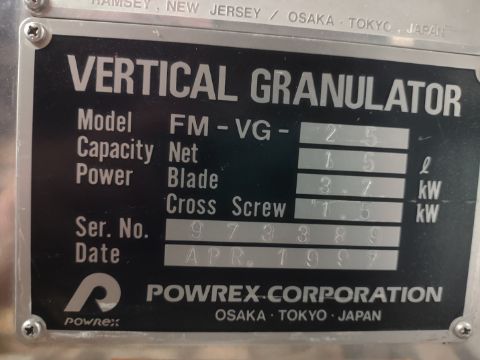 RAMSEY, NEW JERSEY / OSAKA · TOKYO · JAPAN
VERTICAL GRANULATOR
Model FM-VG- 25
Capacity Net 15 ℓ
Power Blade 3.7 kW
Cross Screw 1.5 kW
Ser. No. 973389
Date APR. 1997
POWREX POWREX CORPORATION
OSAKA · TOKYO · JAPAN